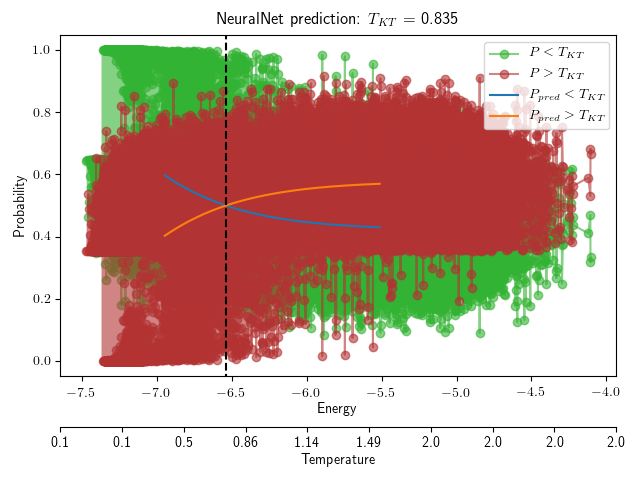 NeuralNet prediction: $T_{KT}$ = 0.835
1.0
0.8
0.6
0.4
0.2
0.0
Probability
P < T_{KT}
P > T_{KT}
P_{pred} < T_{KT}
P_{pred} > T_{KT}
−7.5 −7.0 −6.5 −6.0 −5.5 −5.0 −4.5 −4.0
Energy
0.1 0.1 0.5 0.86 1.14 1.49 2.0 2.0 2.0 2.0
Temperature